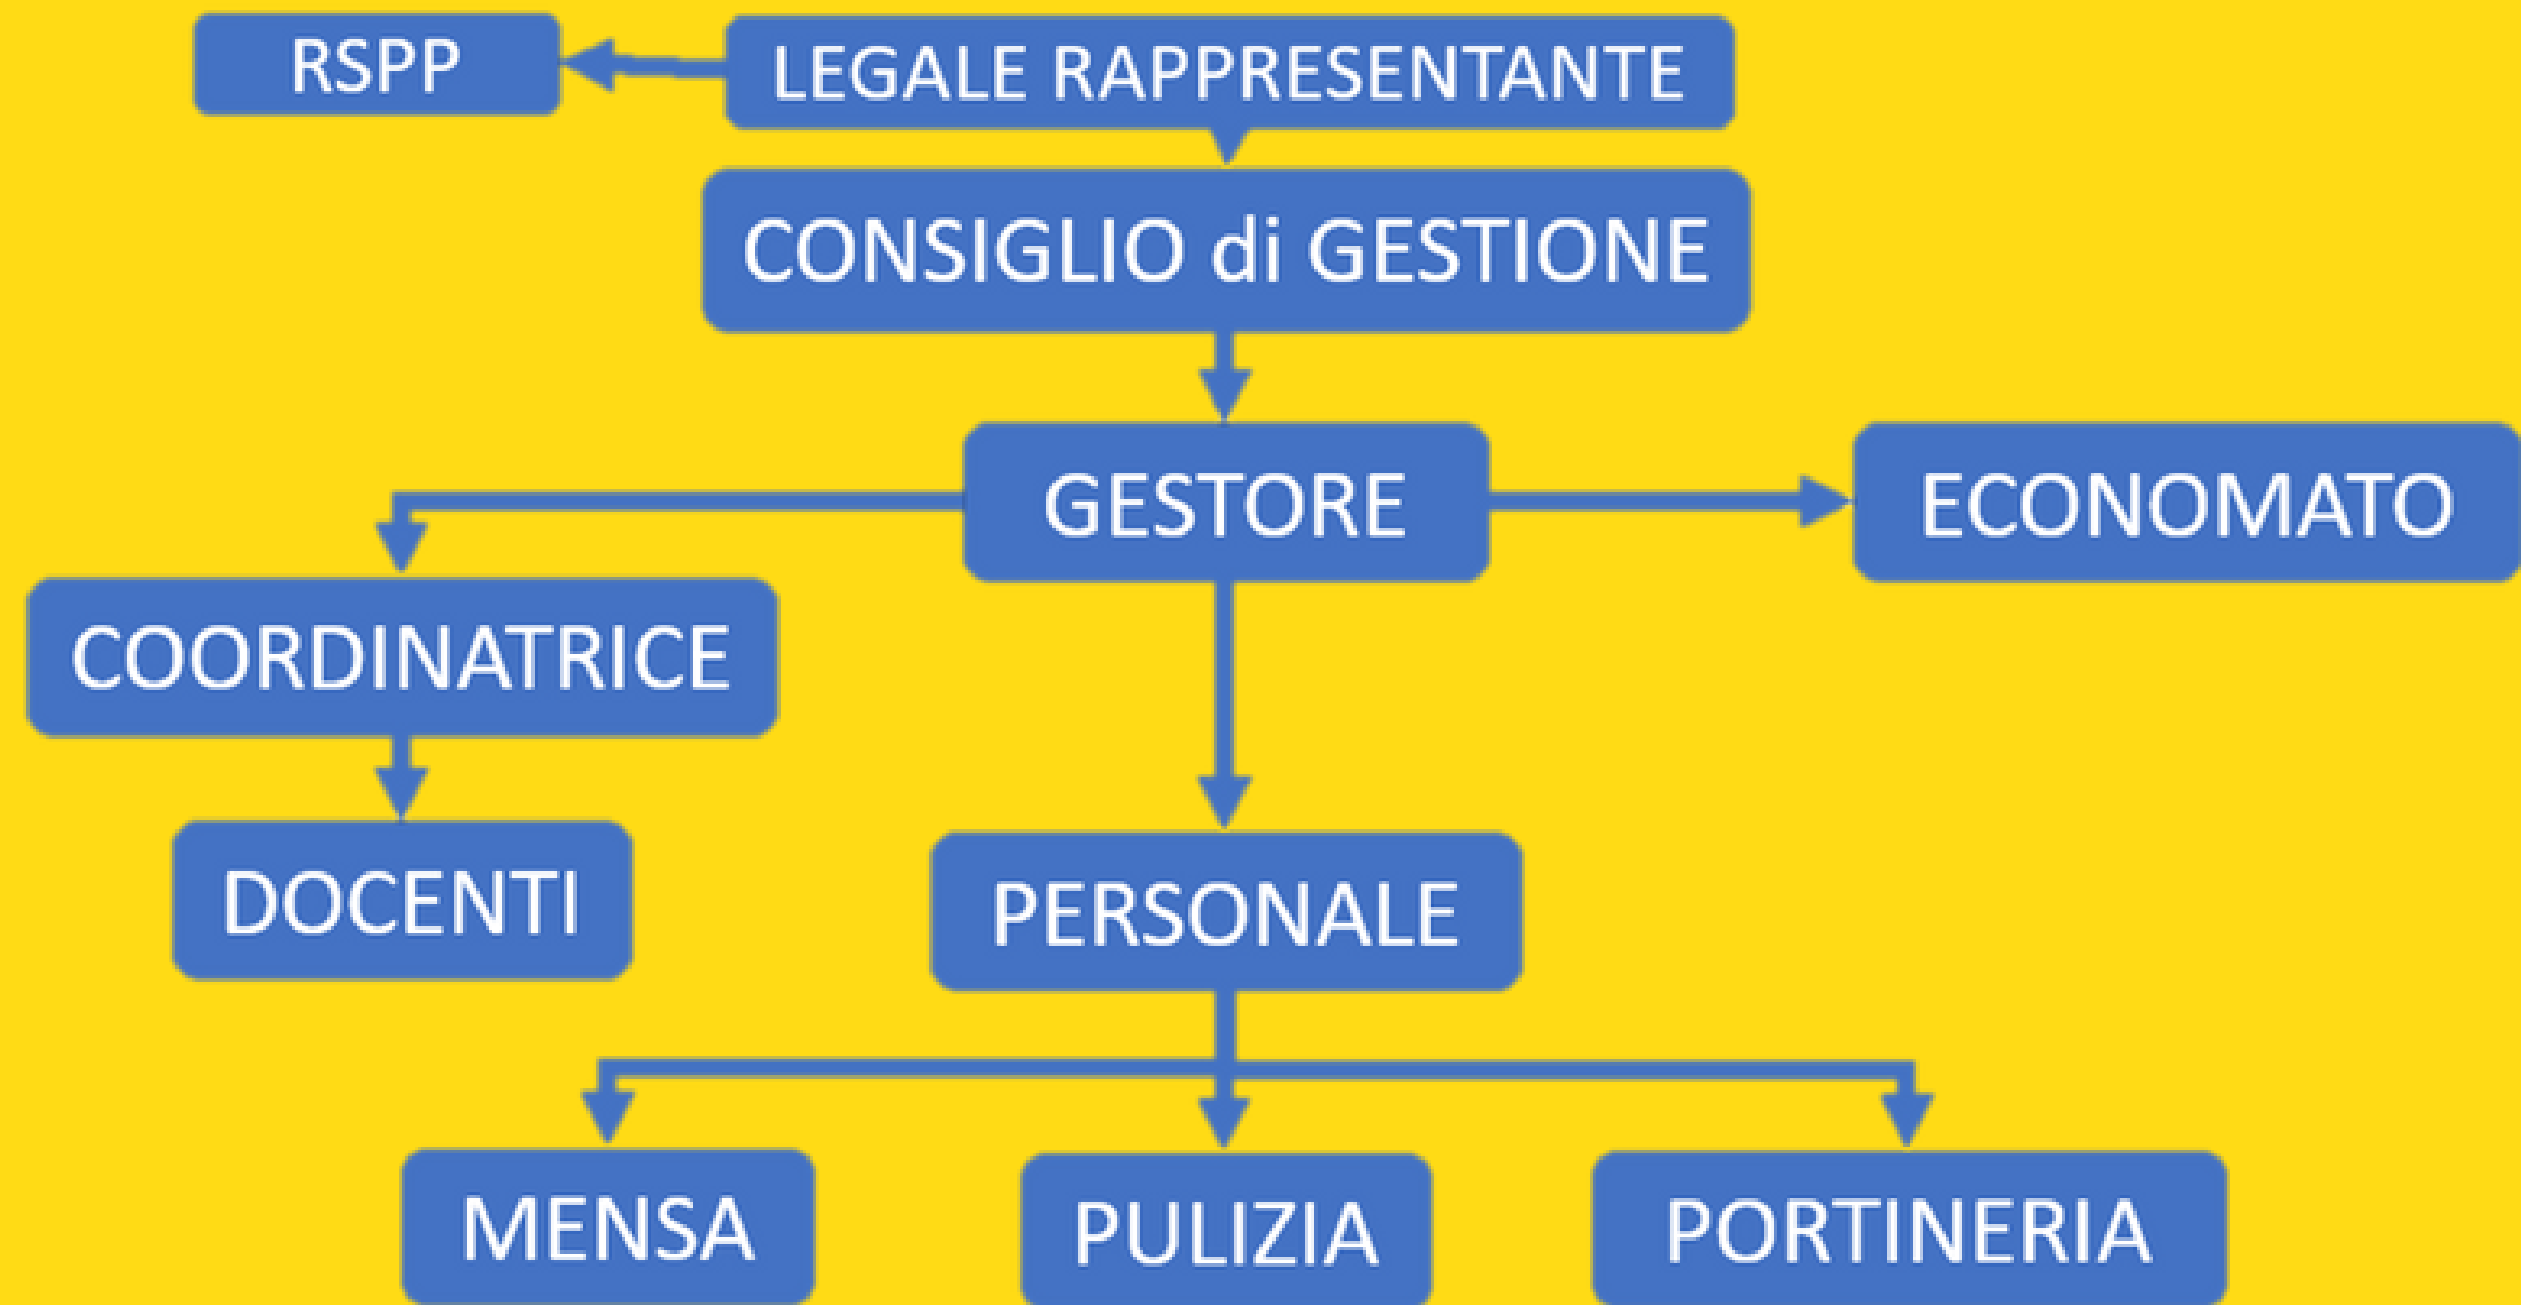 RSPP
LEGALE RAPPRESENTANTE
CONSIGLIO di GESTIONE
GESTORE
ECONOMATO
COORDINATRICE
DOCENTI
PERSONALE
MENSA
PULIZIA
PORTINERIA